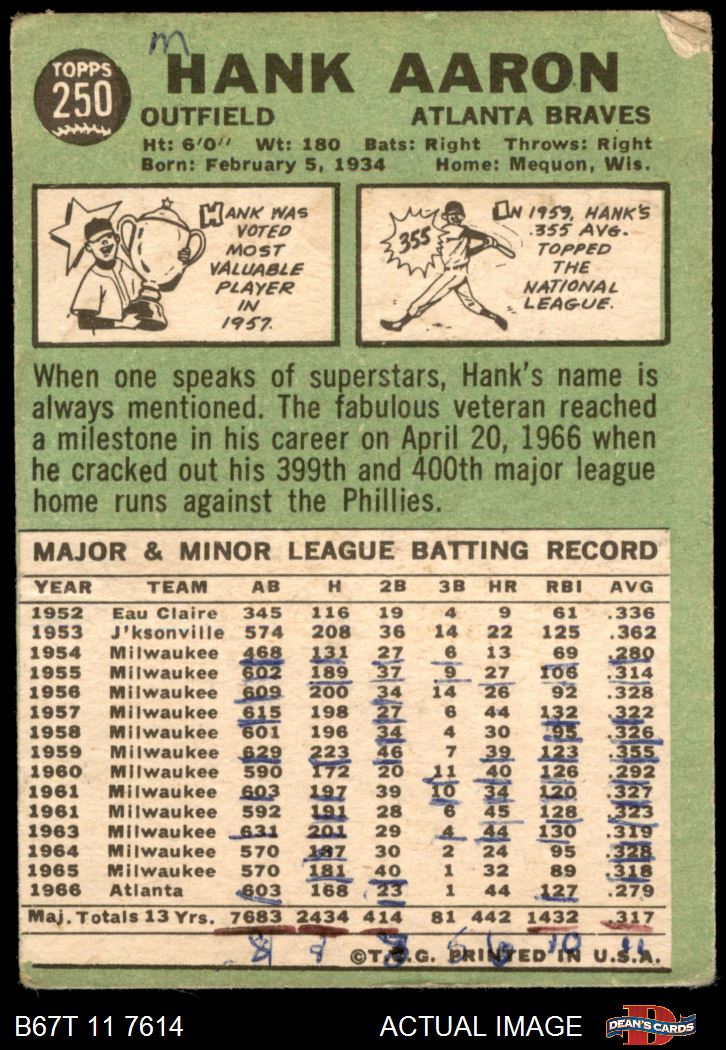 m
TOPPS
250
HANK AARON
OUTFIELD ATLANTA BRAVES
Ht: 6'0" Wt: 180 Bats: Right Throws: Right
Born: February 5, 1934 Home: Mequon, Wis.
HANK WAS
VOTED
MOST
VALUABLE
PLAYER
IN
1957.
355
IN 1959, HANK'S
.355 AVG.
TOPPED
THE
NATIONAL
LEAGUE.
When one speaks of superstars, Hank's name is
always mentioned. The fabulous veteran reached
a milestone in his career on April 20, 1966 when
he cracked out his 399th and 400th major league
home runs against the Phillies.
MAJOR & MINOR LEAGUE BATTING RECORD
YEAR TEAM AB H 2B 3B HR RBI AVG
1952 Eau Claire 345 116 19 4 9 61 .336
1953 J'ksonville 574 208 36 14 22 125 .362
1954 Milwaukee 468 131 27 6 13 69 .280
1955 Milwaukee 602 189 37 9 27 106 .314
1956 Milwaukee 609 200 34 14 26 92 .328
1957 Milwaukee 615 198 27 6 44 132 .322
1958 Milwaukee 601 196 34 4 30 95 .326
1959 Milwaukee 629 223 46 7 39 123 .355
1960 Milwaukee 590 172 20 11 40 126 .292
1961 Milwaukee 603 197 39 10 34 120 .327
1961 Milwaukee 592 191 28 6 45 128 .323
1963 Milwaukee 631 201 29 4 44 130 .319
1964 Milwaukee 570 187 30 2 24 95 .328
1965 Milwaukee 570 181 40 1 32 89 .318
1966 Atlanta 603 168 23 1 44 127 .279
Maj. Totals 13 Yrs. 7683 2434 414 81 442 1432 .317
8 8 10 11
©T.C.G. PRINTED IN U.S.A.
B67T 11 7614 ACTUAL IMAGE D DEAN'S CARDS